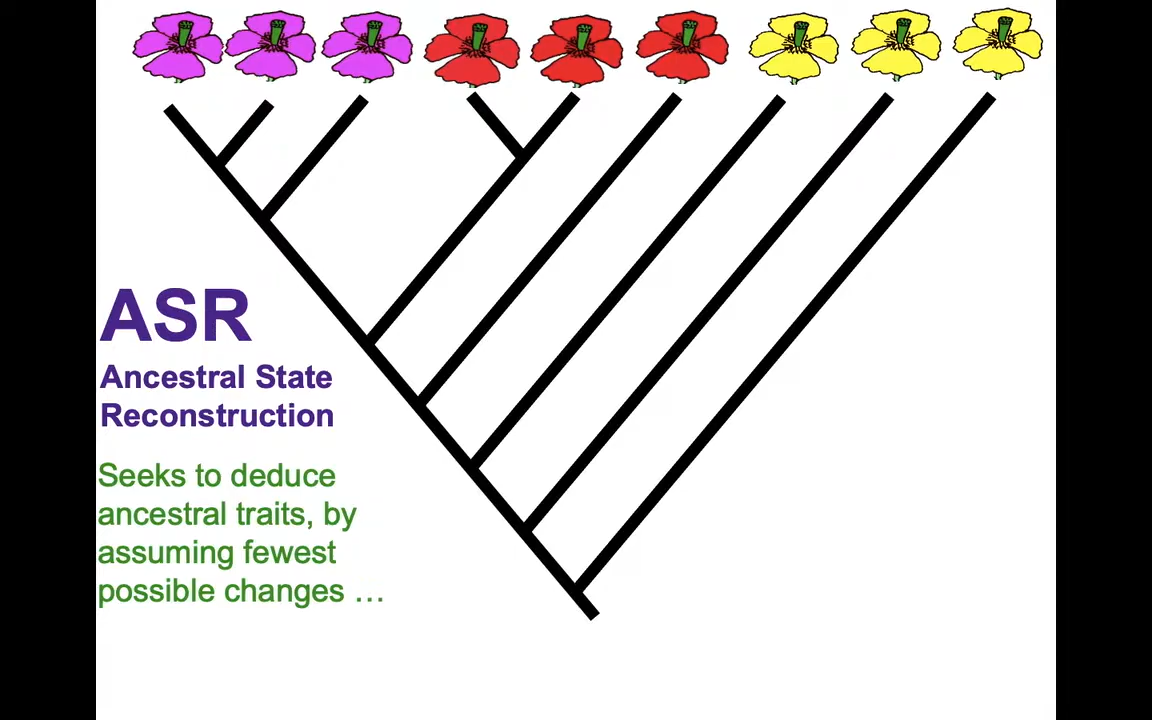 ASR
Ancestral State
Reconstruction
Seeks to deduce
ancestral traits, by
assuming fewest
possible changes …